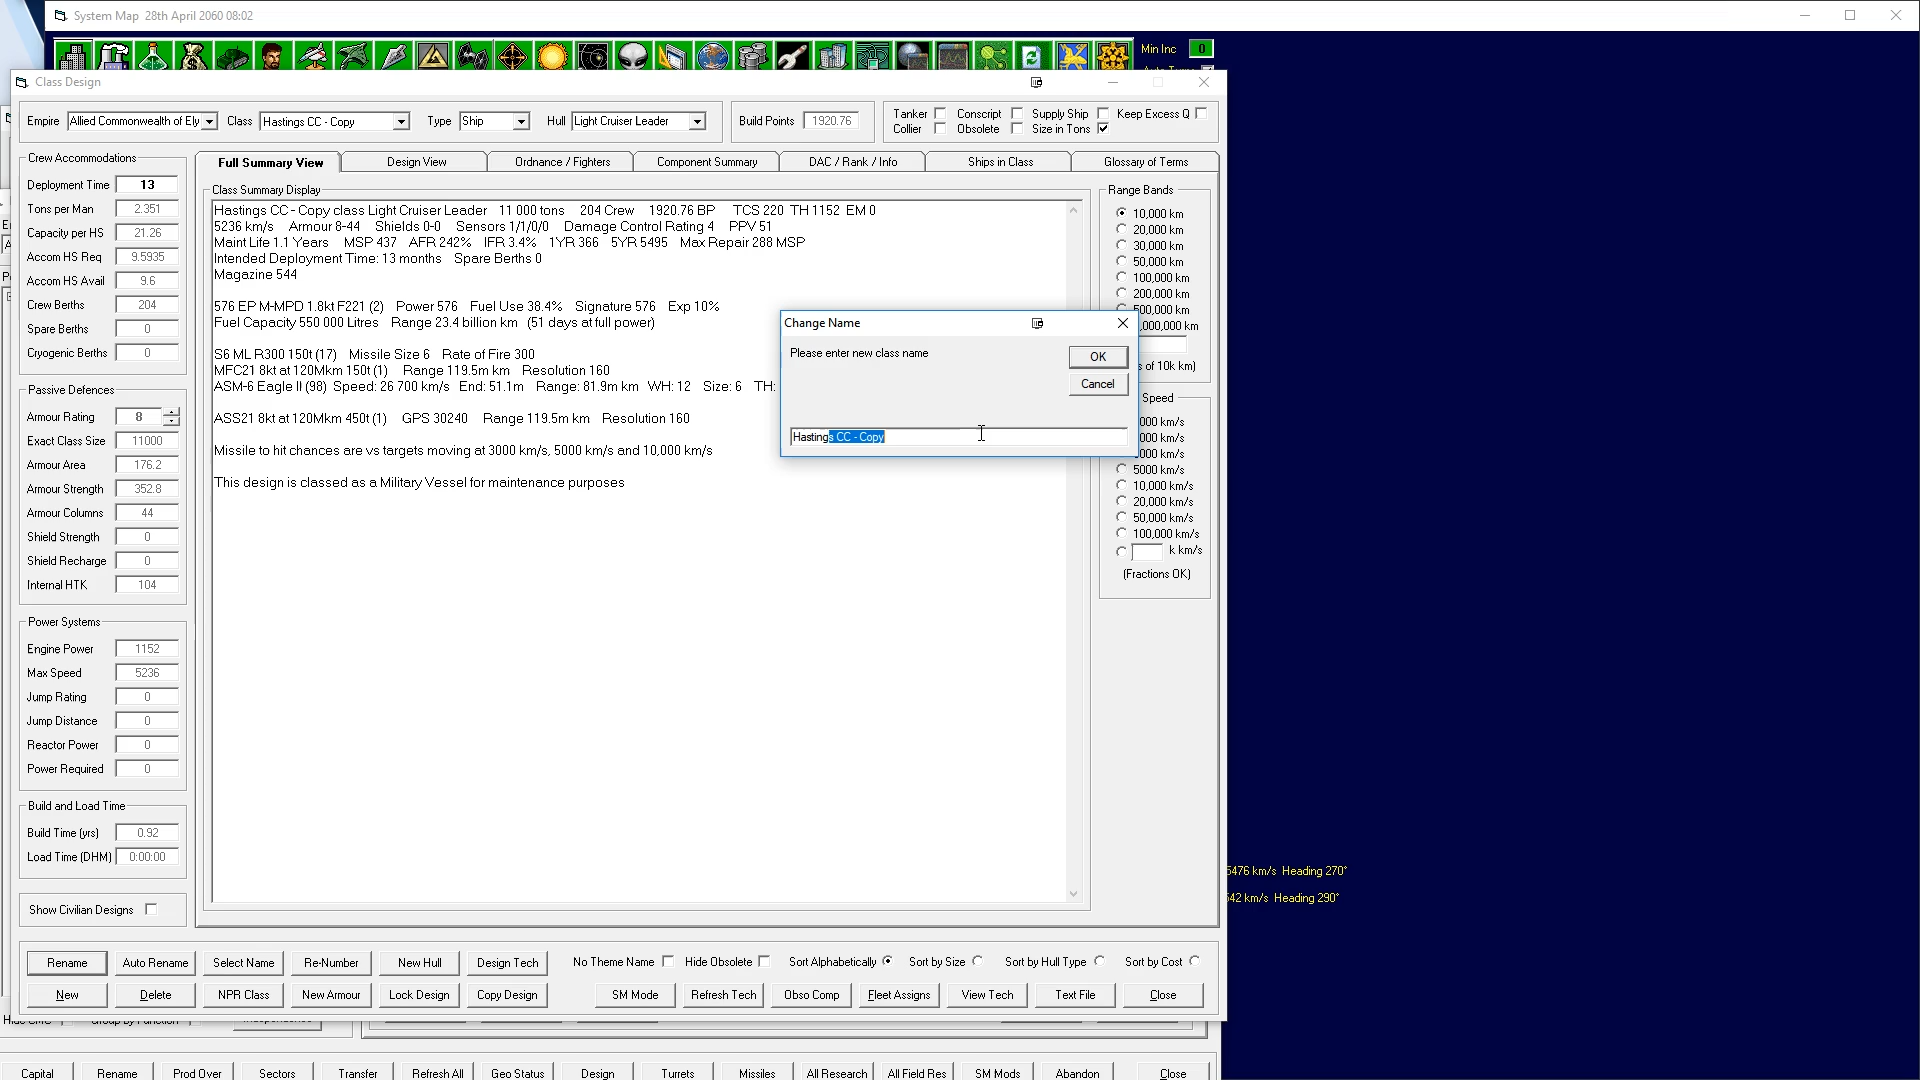 System Map 28th April 2060 08:02
Min Inc 0
Class Design
Empire Allied Commonwealth of Ely Class Hastings CC - Copy Type Ship Hull Light Cruiser Leader Build Points 1920.76
Tanker Conscript Supply Ship Keep Excess Q
Collier Obsolete Size in Tons
Crew Accommodations
Deployment Time 13
Tons per Man 2.351
Capacity per HS 21.26
Accom HS Req 9.5935
Accom HS Avail 9.6
Crew Berths 204
Spare Berths 0
Cryogenic Berths 0
Passive Defences
Armour Rating 8
Exact Class Size 11000
Armour Area 176.2
Armour Strength 352.8
Armour Columns 44
Shield Strength 0
Shield Recharge 0
Internal HTK 104
Power Systems
Engine Power 1152
Max Speed 5236
Jump Rating 0
Jump Distance 0
Reactor Power 0
Power Required 0
Build and Load Time
Build Time (yrs) 0.92
Load Time (DHM) 0:00:00
Show Civilian Designs
Full Summary View Design View Ordnance / Fighters Component Summary DAC / Rank / Info Ships in Class Glossary of Terms
Class Summary Display
Hastings CC - Copy class Light Cruiser Leader 11 000 tons 204 Crew 1920.76 BP TCS 220 TH 1152 EM 0
5236 km/s Armour 8-44 Shields 0-0 Sensors 1/1/0/0 Damage Control Rating 4 PPV 51
Maint Life 1.1 Years MSP 437 AFR 242% IFR 3.4% 1YR 366 5YR 5495 Max Repair 288 MSP
Intended Deployment Time: 13 months Spare Berths 0
Magazine 544
576 EP M-MPD 1.8kt F221 (2) Power 576 Fuel Use 38.4% Signature 576 Exp 10%
Fuel Capacity 550 000 Litres Range 23.4 billion km (51 days at full power)
S6 ML R300 150t (17) Missile Size 6 Rate of Fire 300
MFC21 8kt at 120Mkm 150t (1) Range 119.5m km Resolution 160
ASM-6 Eagle II (98) Speed: 26 700 km/s End: 51.1m Range: 81.9m km WH: 12 Size: 6 TH:
ASS21 8kt at 120Mkm 450t (1) GPS 30240 Range 119.5m km Resolution 160
Missile to hit chances are vs targets moving at 3000 km/s, 5000 km/s and 10,000 km/s
This design is classed as a Military Vessel for maintenance purposes
Change Name
Please enter new class name
OK
Cancel
Hastings CC - Copy
Range Bands
10,000 km
20,000 km
30,000 km
50,000 km
100,000 km
200,000 km
500,000 km
,000,000 km
s of 10k km)
Speed
000 km/s
000 km/s
000 km/s
5000 km/s
10,000 km/s
20,000 km/s
50,000 km/s
100,000 km/s
k km/s
(Fractions OK)
5476 km/s Heading 270°
42 km/s Heading 290°
Rename Auto Rename Select Name Re-Number New Hull Design Tech No Theme Name Hide Obsolete Sort Alphabetically Sort by Size Sort by Hull Type Sort by Cost
New Delete NPR Class New Armour Lock Design Copy Design SM Mode Refresh Tech Obso Comp Fleet Assigns View Tech Text File Close
Capital Rename Prod Over Sectors Transfer Refresh All Geo Status Design Turrets Missiles All Research All Field Res SM Mods Abandon Close